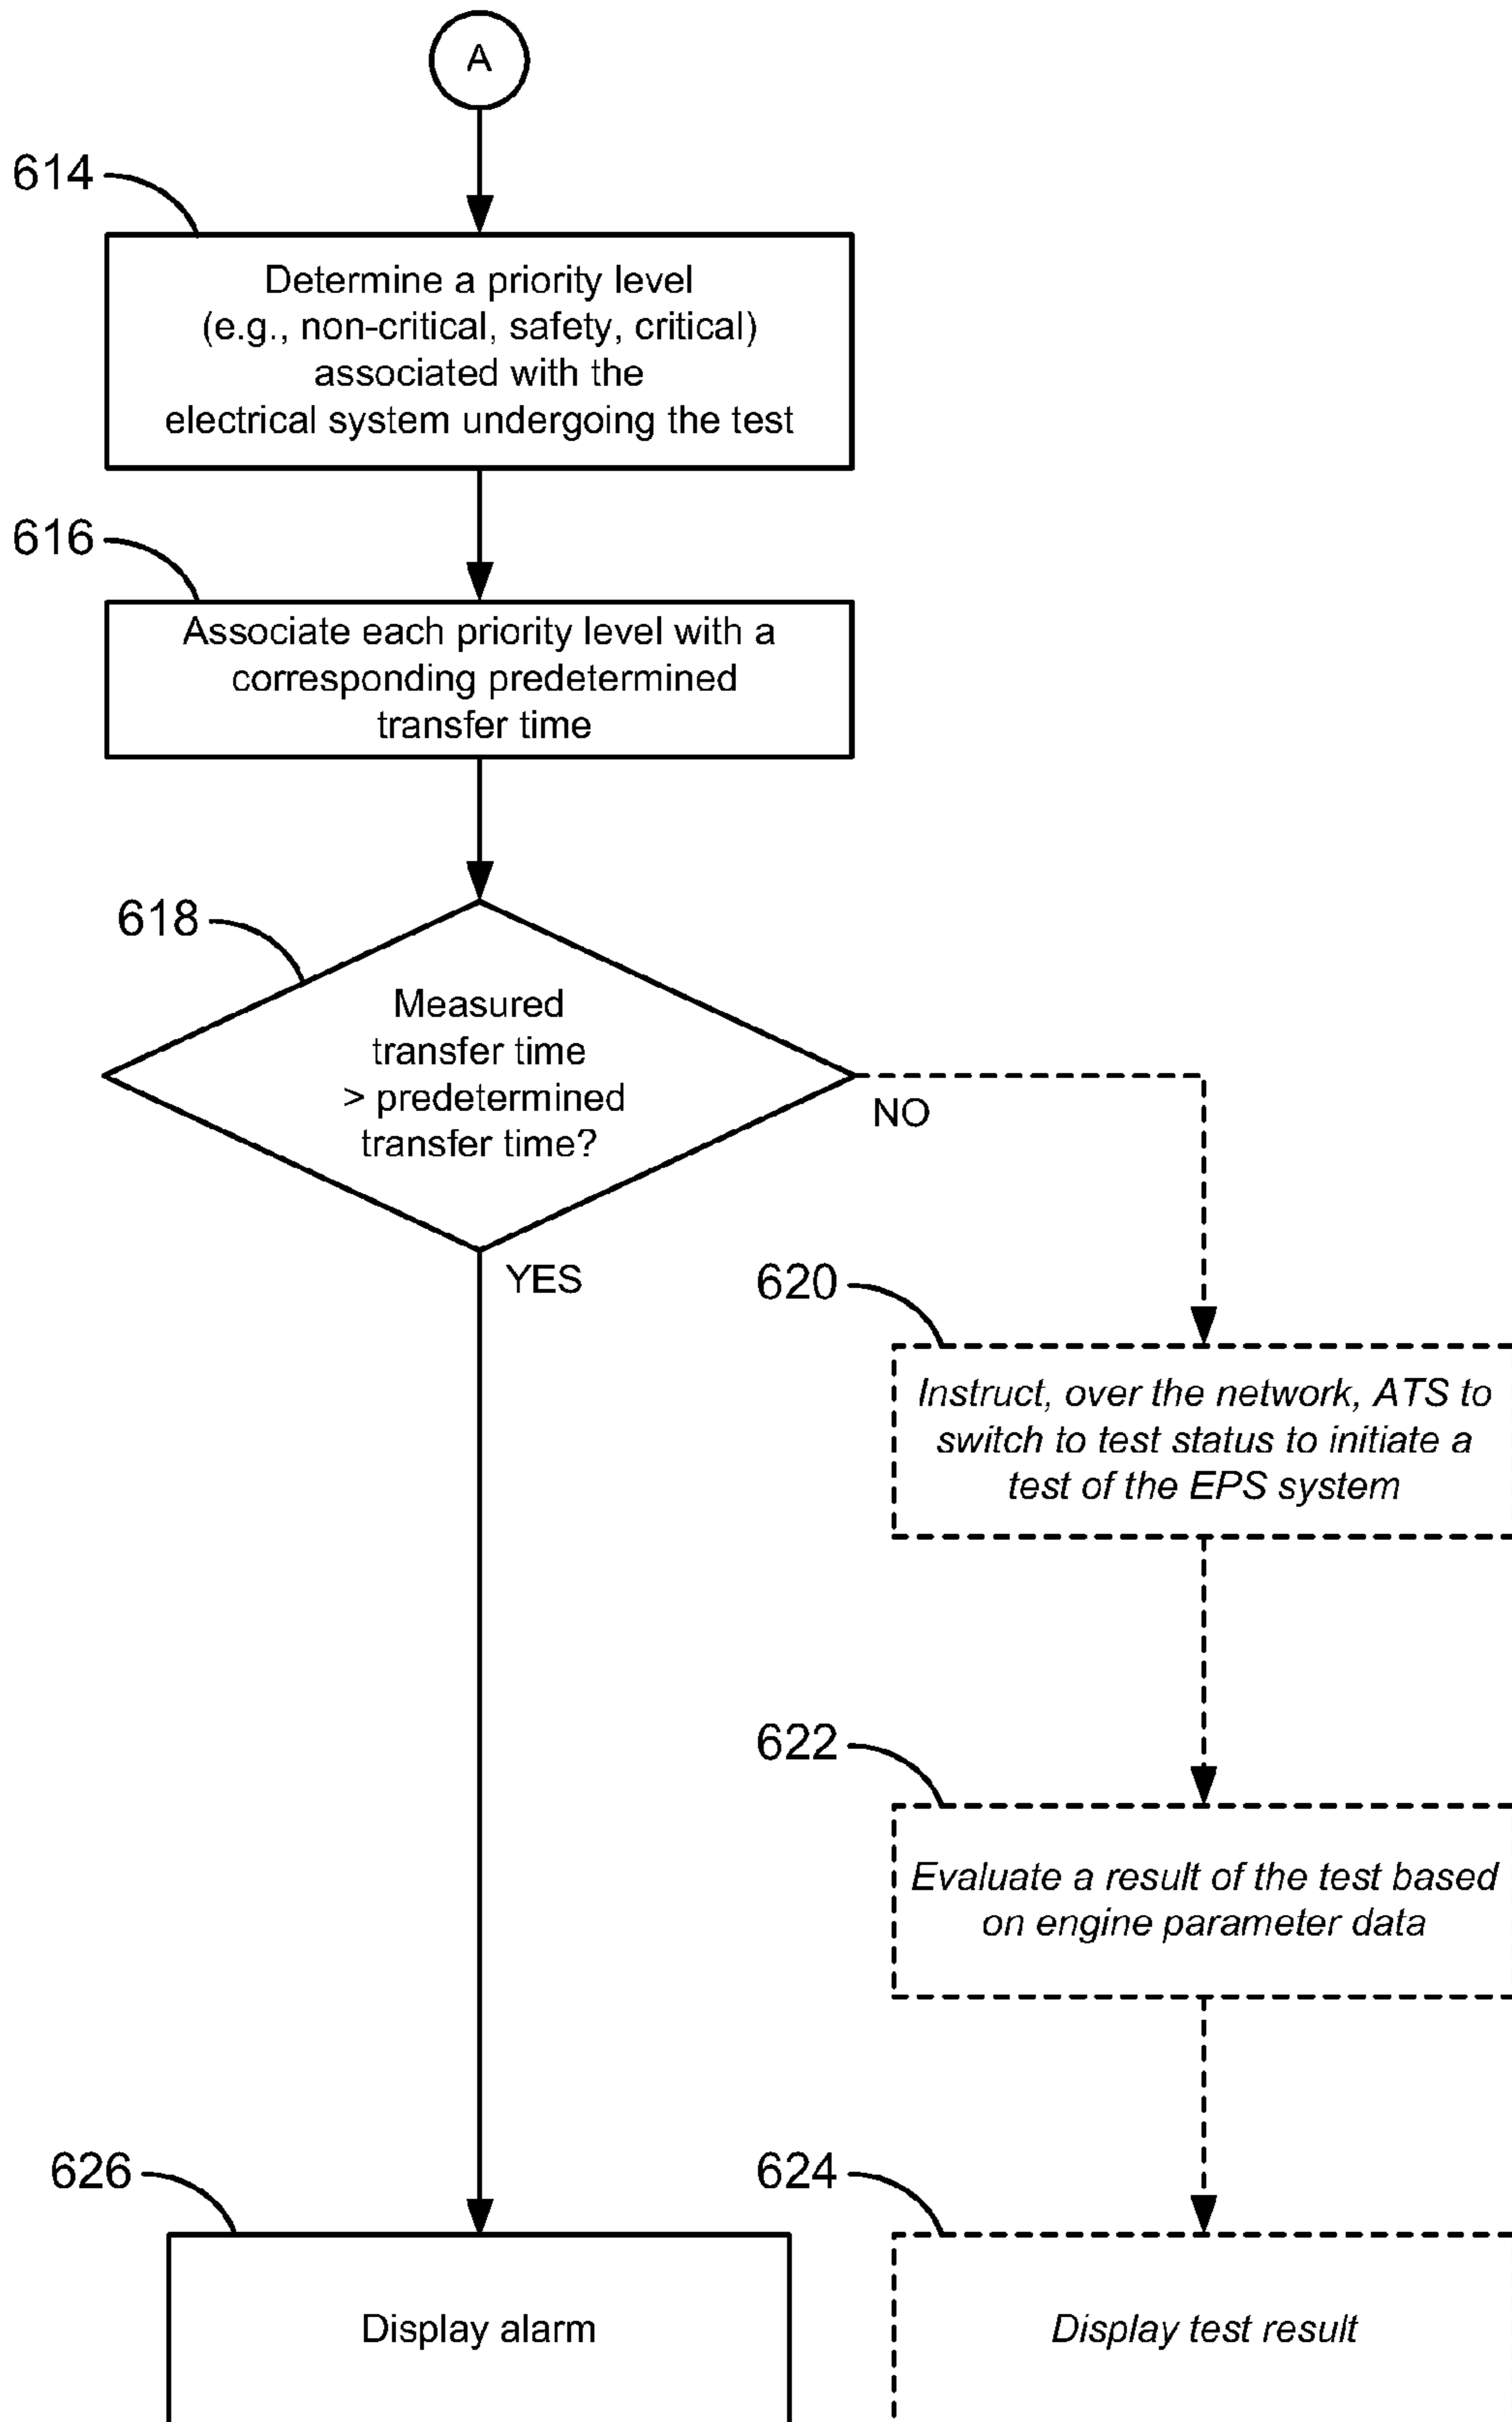 A
614
Determine a priority level
(e.g., non-critical, safety, critical)
associated with the
electrical system undergoing the test
616
Associate each priority level with a
corresponding predetermined
transfer time
618
Measured
transfer time
> predetermined
transfer time?
NO
YES
620
Instruct, over the network, ATS to
switch to test status to initiate a
test of the EPS system
622
Evaluate a result of the test based
on engine parameter data
626
Display alarm
624
Display test result